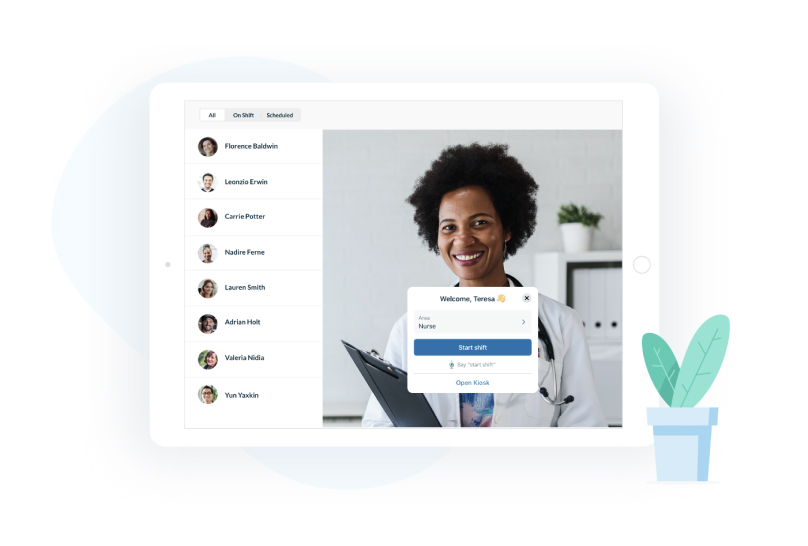 All On Shift Scheduled
Florence Baldwin
Leonzio Erwin
Carrie Potter
Nadire Ferne
Lauren Smith
Adrian Holt
Valeria Nidia
Yun Yaxkin
Welcome, Teresa 👋
Area
Nurse
Start shift
Say "start shift"
Open Kiosk